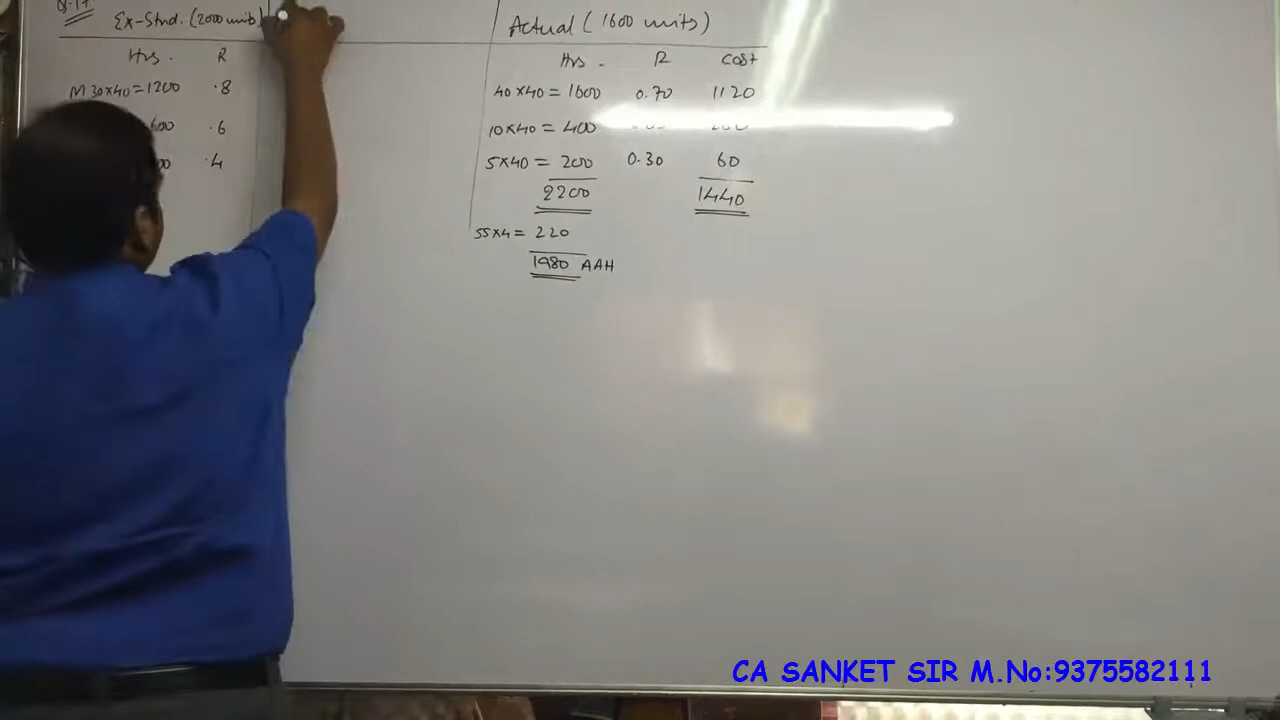 Q.17
Ex-Stnd. (2000 units)
Hrs. R
M 30x40=1200 .8
600 .6
00 .4
Actual (1600 units)
Hrs. R Cost
40x40=1600 0.70 1120
10x40=400
5x40=200 0.30 60
2200 1440
55x4=220
1980 AAH
CA SANKET SIR M.No:9375582111